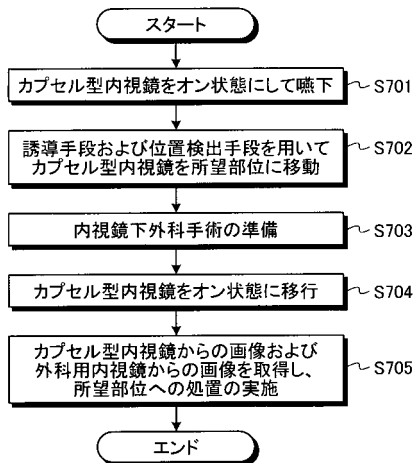 スタート
カプセル型内視鏡をオン状態にして嚥下
S701
誘導手段および位置検出手段を用いて
カプセル型内視鏡を所望部位に移動
S702
内視鏡下外科手術の準備
S703
カプセル型内視鏡をオン状態に移行
S704
カプセル型内視鏡からの画像および
外科用内視鏡からの画像を取得し、
所望部位への処置の実施
S705
エンド